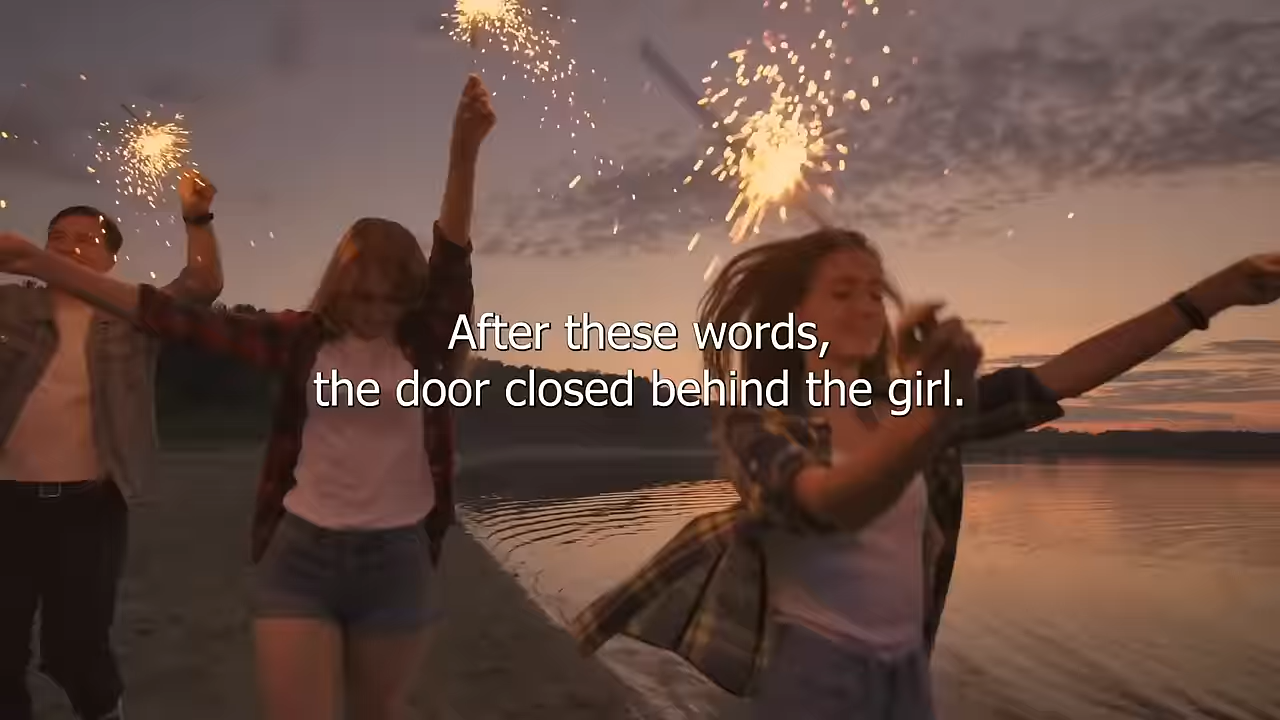 After these words,
the door closed behind the girl.